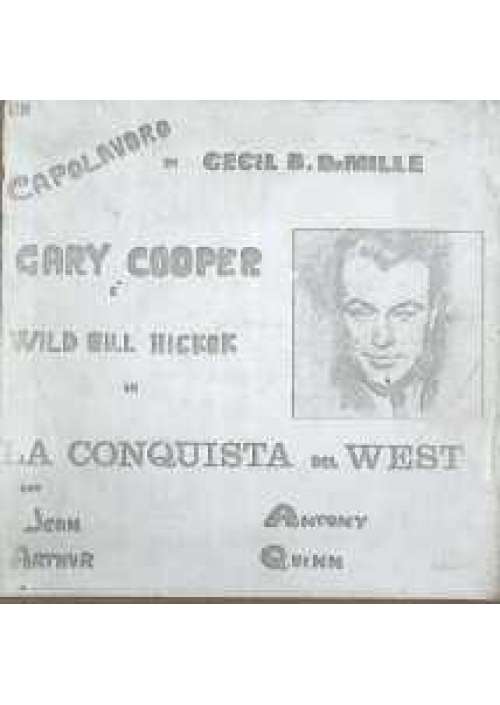 UN
CAPOLAVORO DI CECIL B. DEMILLE
GARY COOPER
È
WILD BILL HICKOK
IN
LA CONQUISTA DEL WEST
CON
JEAN ANTONY
ARTHUR QUINN